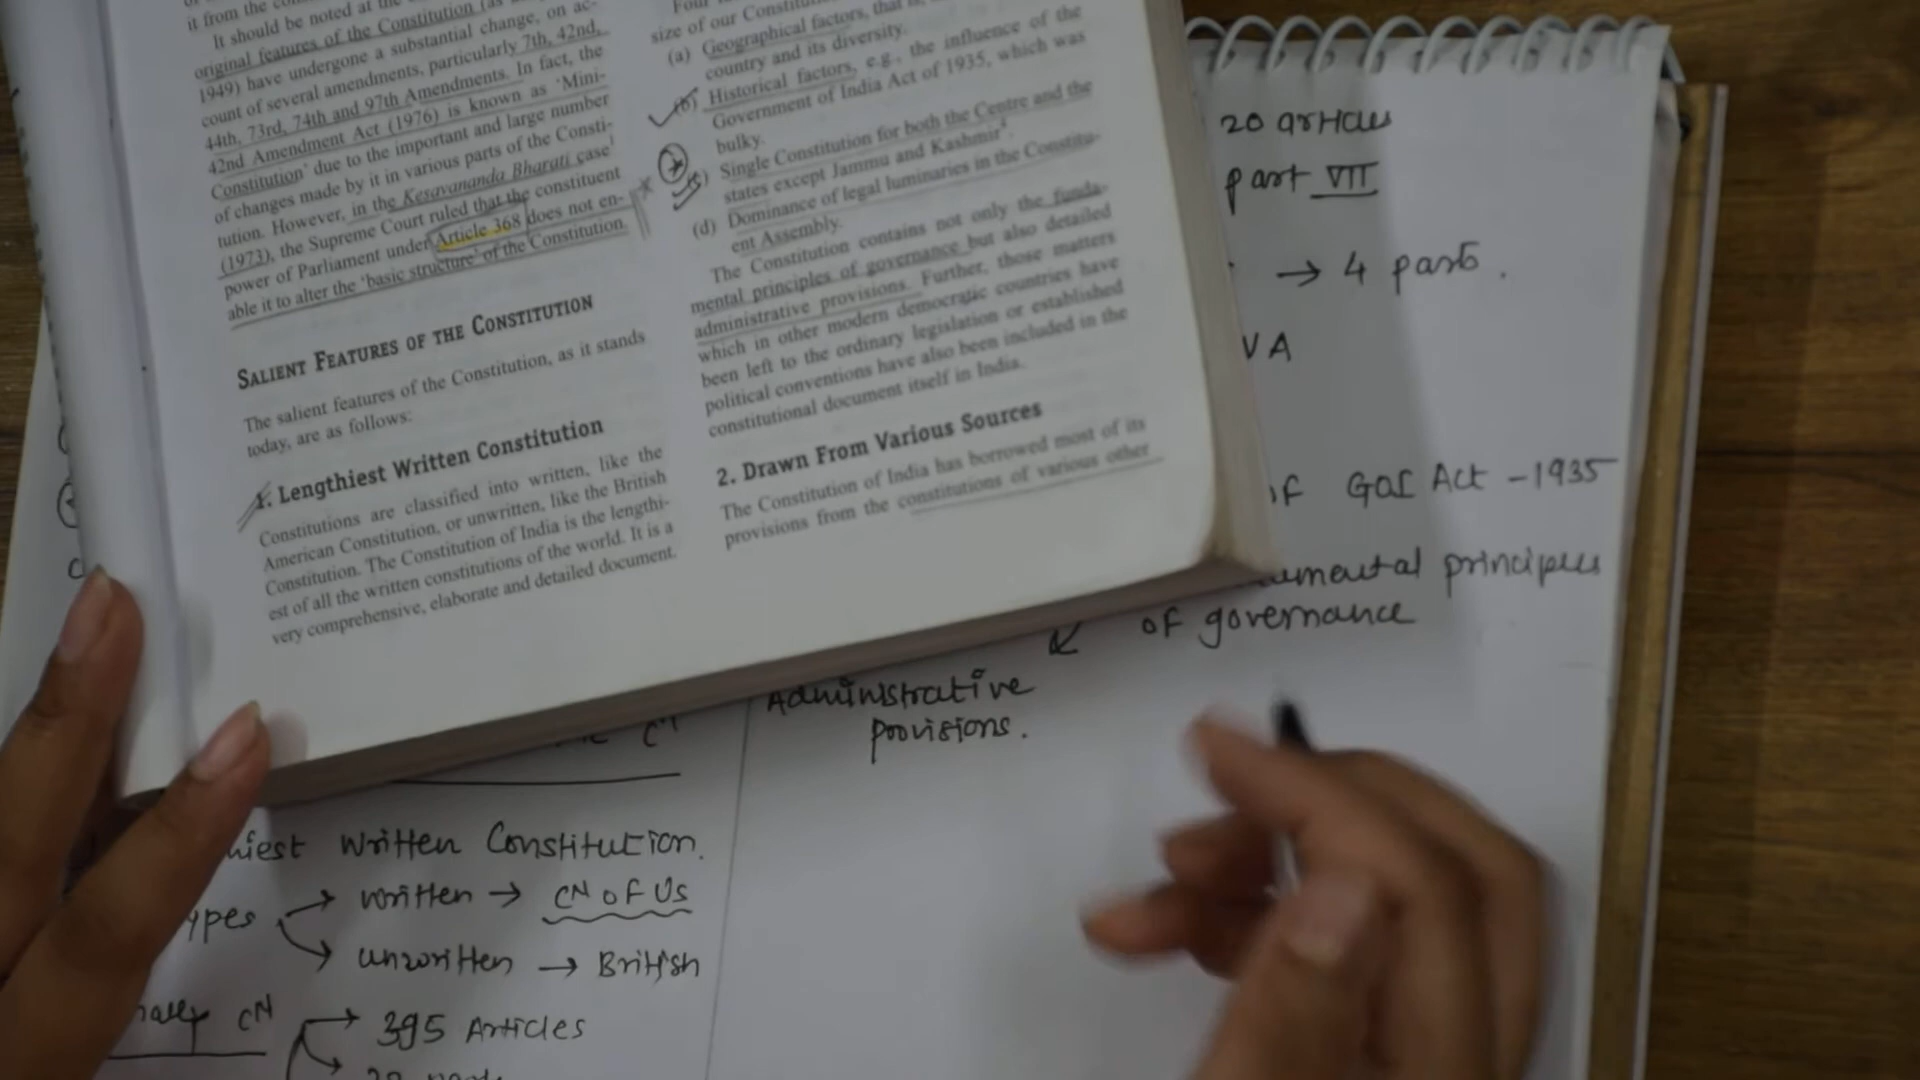 it from the
It should be noted at the
original features of the Constitution (as
1949) have undergone a substantial change, on ac-
count of several amendments, particularly 7th, 42nd,
44th, 73rd, 74th and 97th Amendments. In fact, the
42nd Amendment Act (1976) is known as 'Mini-
Constitution' due to the important and large number
of changes made by it in various parts of the Consti-
tution. However, in the Kesavananda Bharati case1
(1973), the Supreme Court ruled that the constituent
power of Parliament under Article 368 does not en-
able it to alter the 'basic structure' of the Constitution.
SALIENT FEATURES OF THE CONSTITUTION
The salient features of the Constitution, as it stands
today, are as follows:
1. Lengthiest Written Constitution
Constitutions are classified into written, like the
American Constitution, or unwritten, like the British
Constitution. The Constitution of India is the lengthi-
est of all the written constitutions of the world. It is a
very comprehensive, elaborate and detailed document.
size of our
(a) Geographical factors, that
country and its diversity.
(b) Historical factors, e.g., the influence of the
Government of India Act of 1935, which was
bulky.
Single Constitution for both the Centre and the
states except Jammu and Kashmir4.
(d) Dominance of legal luminaries in the Constitu-
ent Assembly.
The Constitution contains not only the funda-
mental principles of governance but also detailed
administrative provisions. Further, those matters
which in other modern democratic countries have
been left to the ordinary legislation or established
political conventions have also been included in the
constitutional document itself in India.
2. Drawn From Various Sources
The Constitution of India has borrowed most of its
provisions from the constitutions of various other
20 articles
part VII
→ 4 parts.
VA
of GOI Act - 1935
principles
of governance
Administrative
provisions.
Written Constitution.
written → CN of US
unwritten → British
CN
→ 395 Articles